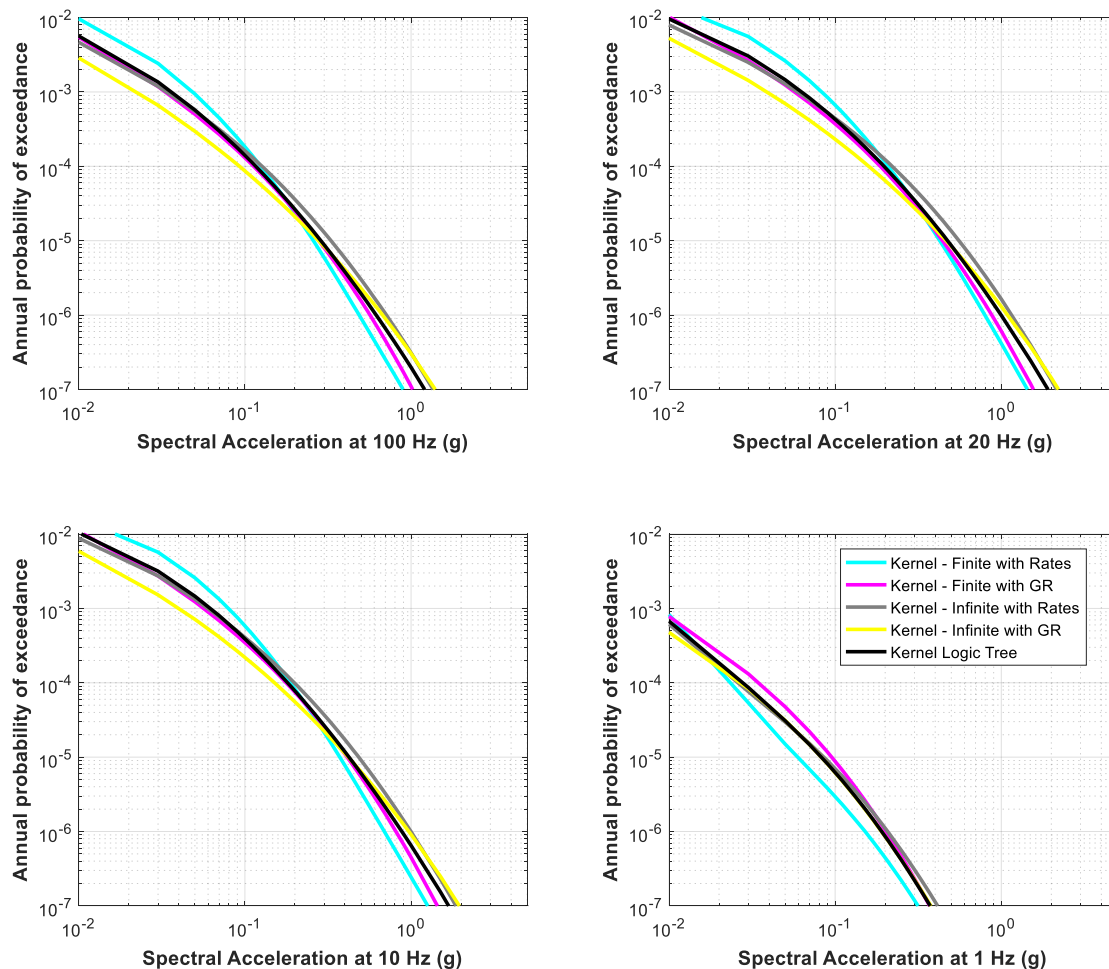 10^-2
10^-3
10^-4
10^-5
10^-6
10^-7
Annual probability of exceedance
10^-2 10^-1 10^0
Spectral Acceleration at 100 Hz (g)
10^-2
10^-3
10^-4
10^-5
10^-6
10^-7
Annual probability of exceedance
10^-2 10^-1 10^0
Spectral Acceleration at 20 Hz (g)
10^-2
10^-3
10^-4
10^-5
10^-6
10^-7
Annual probability of exceedance
10^-2 10^-1 10^0
Spectral Acceleration at 10 Hz (g)
10^-2
10^-3
10^-4
10^-5
10^-6
10^-7
Annual probability of exceedance
Kernel - Finite with Rates
Kernel - Finite with GR
Kernel - Infinite with Rates
Kernel - Infinite with GR
Kernel Logic Tree
10^-2 10^-1 10^0
Spectral Acceleration at 1 Hz (g)